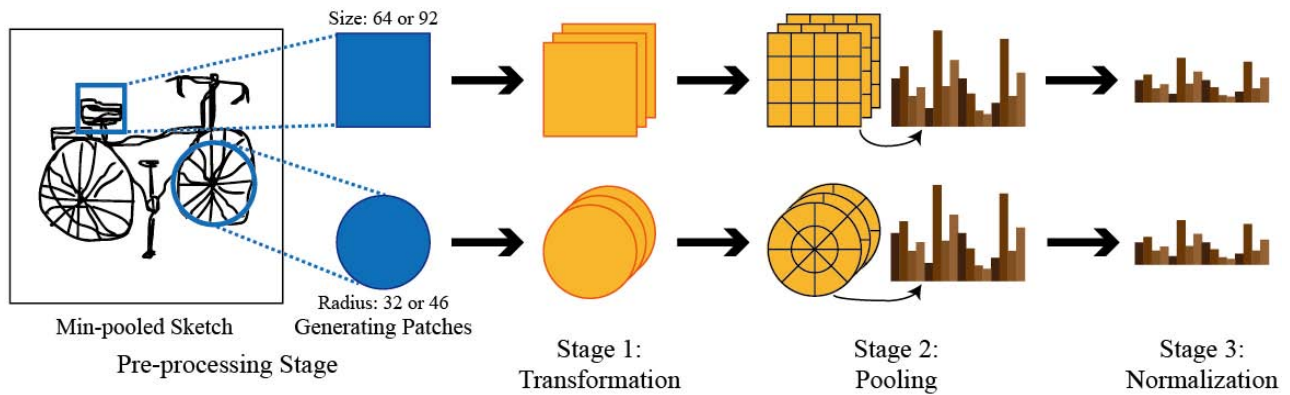 Size: 64 or 92
Radius: 32 or 46
Min-pooled Sketch
Generating Patches
Pre-processing Stage
Stage 1:
Transformation
Stage 2:
Pooling
Stage 3:
Normalization